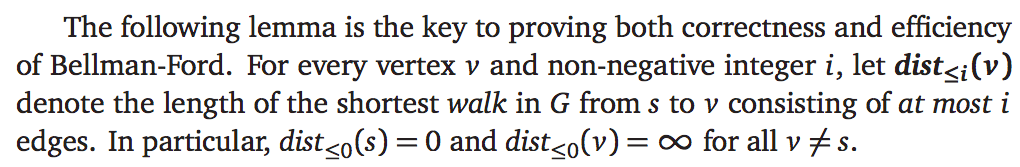 The following lemma is the key to proving both correctness and efficiency
of Bellman-Ford. For every vertex v and non-negative integer i, let dist≤i(v)
denote the length of the shortest walk in G from s to v consisting of at most i
edges. In particular, dist≤0(s) = 0 and dist≤0(v) = ∞ for all v ≠ s.